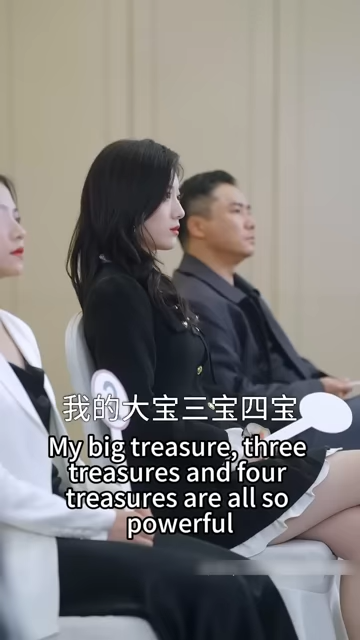 我的大宝三宝四宝
My big treasure, three
treasures and four
treasures are all so
powerful